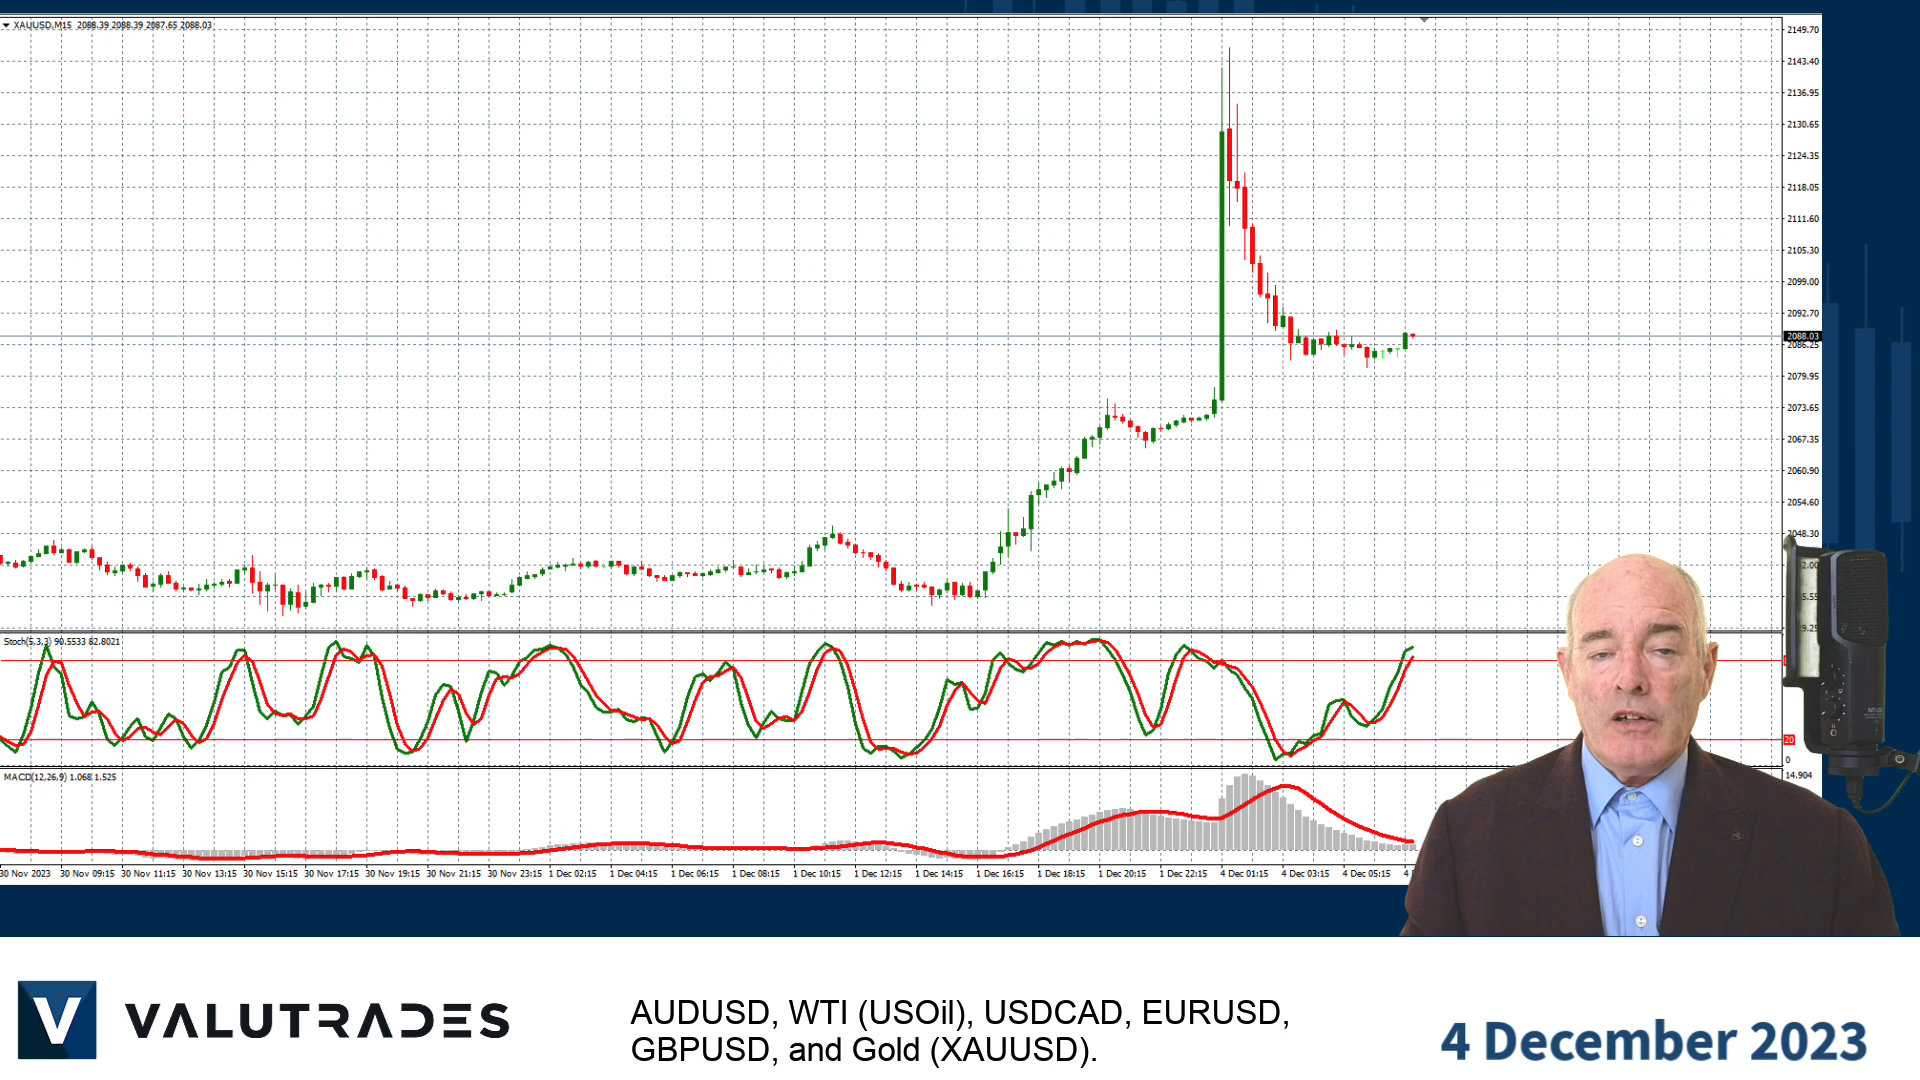 XAUUSD,M15 2088.39 2088.39 2087.65 2088.03
2149.70
2143.40
2136.95
2130.65
2124.35
2118.05
2111.60
2105.30
2099.00
2092.70
2088.03
2086.25
2079.95
2073.65
2067.35
2060.90
2054.60
2048.30
Stoch(5,3,3) 90.5533 82.8021
20
0
MACD(12,26,9) 1.068 1.525
14.904
30 Nov 2023 30 Nov 09:15 30 Nov 11:15 30 Nov 13:15 30 Nov 15:15 30 Nov 17:15 30 Nov 19:15 30 Nov 21:15 30 Nov 23:15 1 Dec 02:15 1 Dec 04:15 1 Dec 06:15 1 Dec 08:15 1 Dec 10:15 1 Dec 12:15 1 Dec 14:15 1 Dec 16:15 1 Dec 18:15 1 Dec 20:15 1 Dec 22:15 4 Dec 01:15 4 Dec 03:15 4 Dec 05:15 4
VALUTRADES
AUDUSD, WTI (USOil), USDCAD, EURUSD,
GBPUSD, and Gold (XAUUSD).
4 December 2023